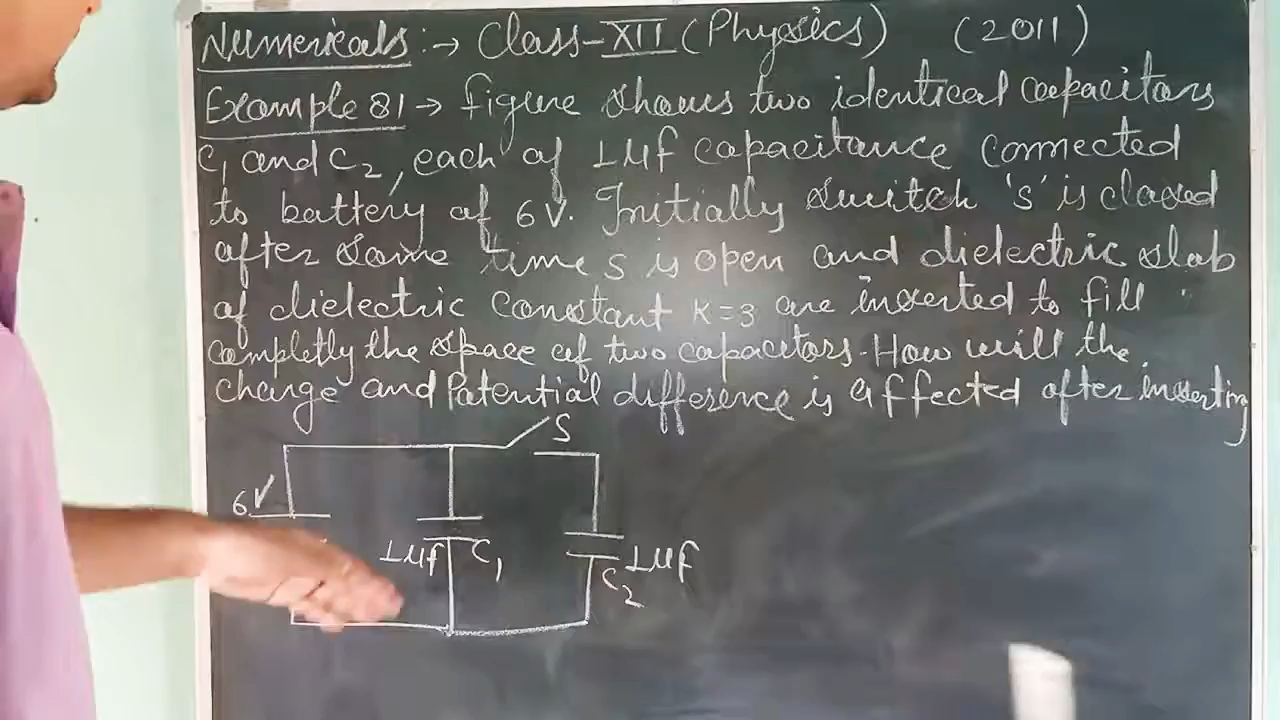 Numericals :→ Class-XII (Physics) (2011)
Example 81 → figure shows two identical capacitors
C1 and C2, each of 1μf capacitance connected
to battery of 6V. Initially switch 's' is closed
after some time s is open and dielectric slab
of dielectric constant K=3 are inserted to fill
completly the space of two capacitors. How will the
charge and Potential difference is affected after inserting
S
6V
1μf C1
C2 1μf